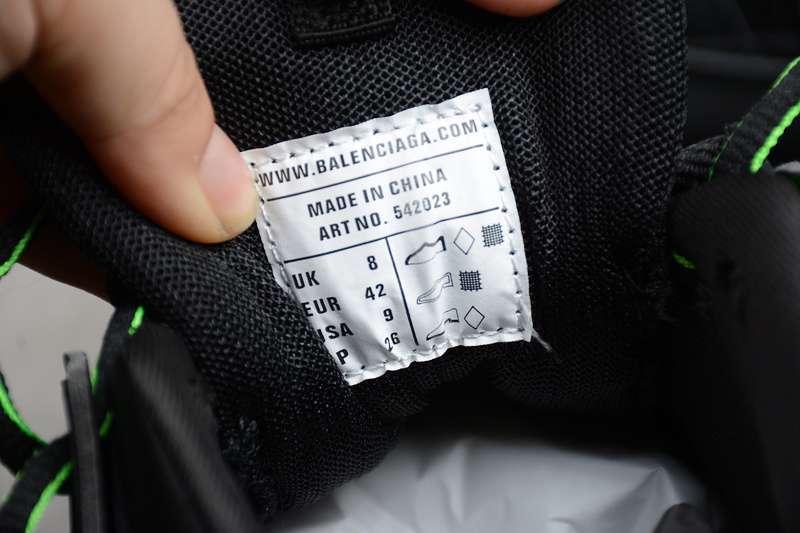 WWW.BALENCIAGA.COM
MADE IN CHINA
ART NO. 542023
UK 8
EUR 42
USA 9
P 26